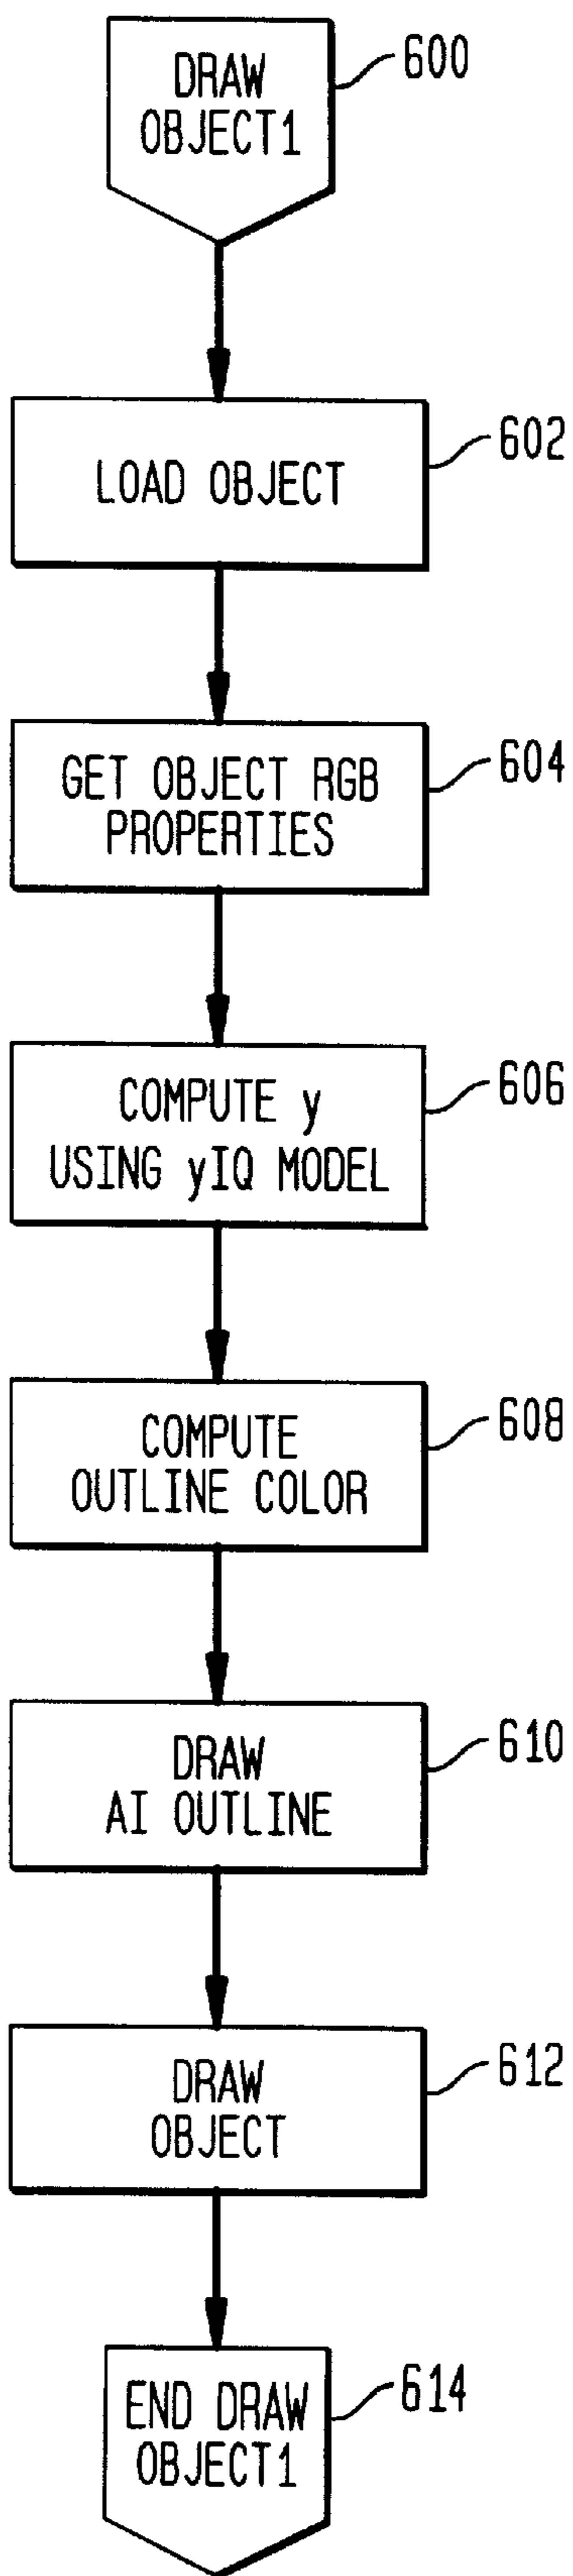 DRAW
OBJECT1
600
LOAD OBJECT
602
GET OBJECT RGB
PROPERTIES
604
COMPUTE y
USING yIQ MODEL
606
COMPUTE
OUTLINE COLOR
608
DRAW
AI OUTLINE
610
DRAW
OBJECT
612
END DRAW
OBJECT1
614